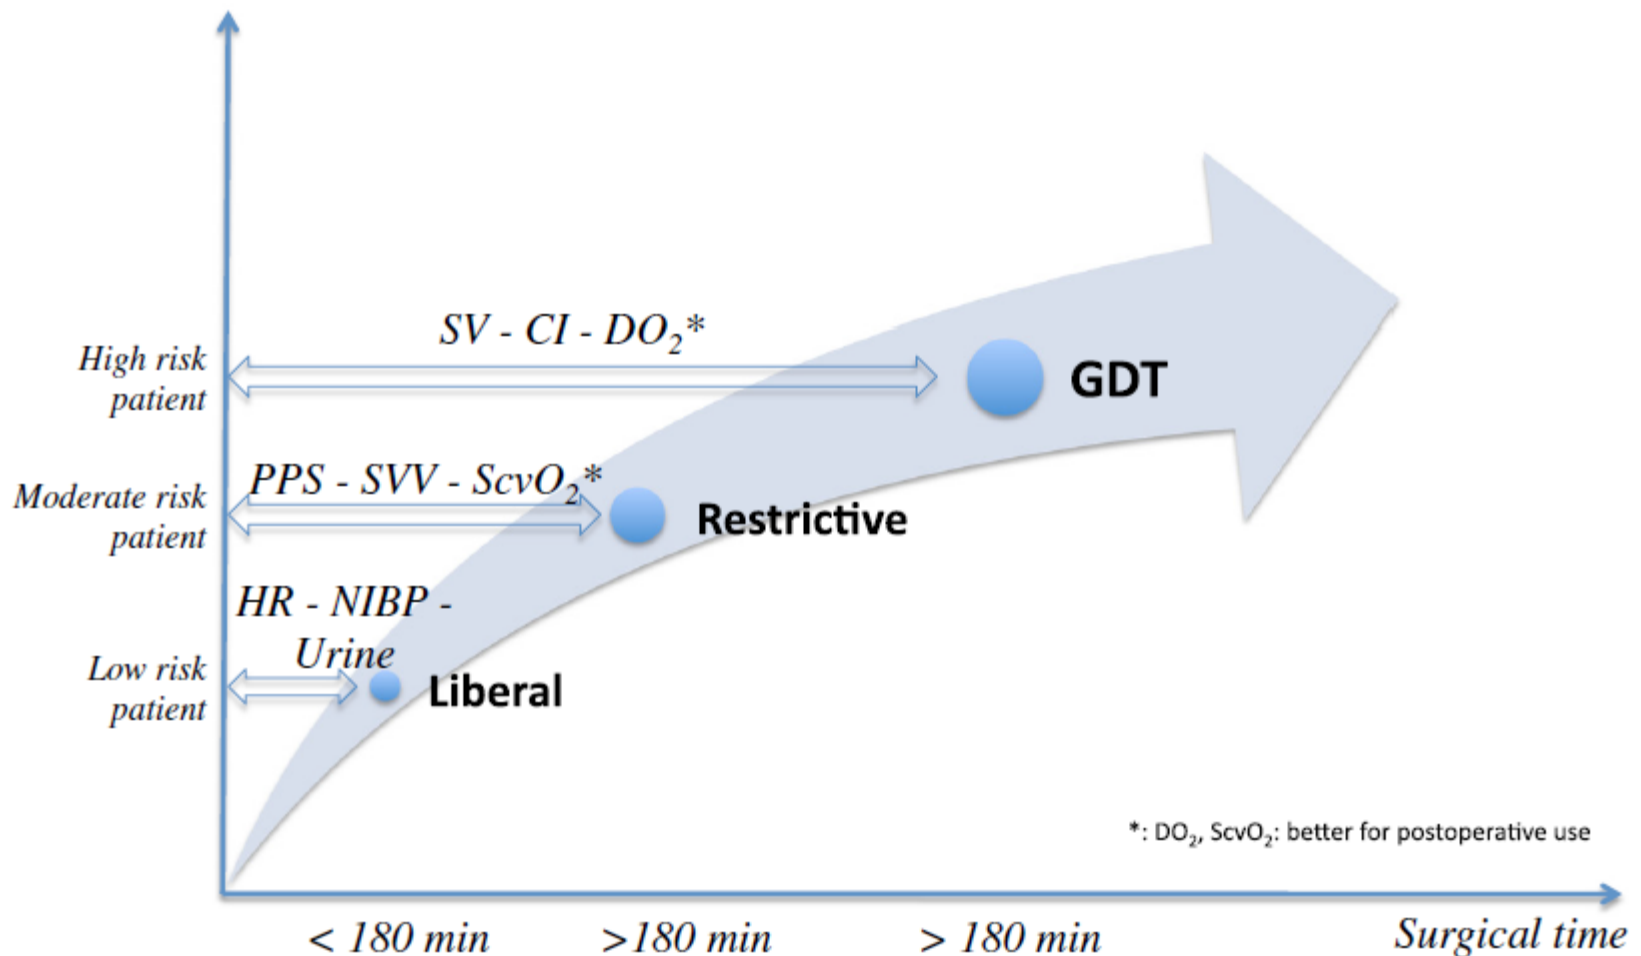 SV - CI - DO₂*
High risk
patient
GDT
PPS - SVV - ScvO₂*
Moderate risk
patient
Restrictive
HR - NIBP -
Urine
Low risk
patient
Liberal
*: DO₂, ScvO₂: better for postoperative use
< 180 min
>180 min
> 180 min
Surgical time